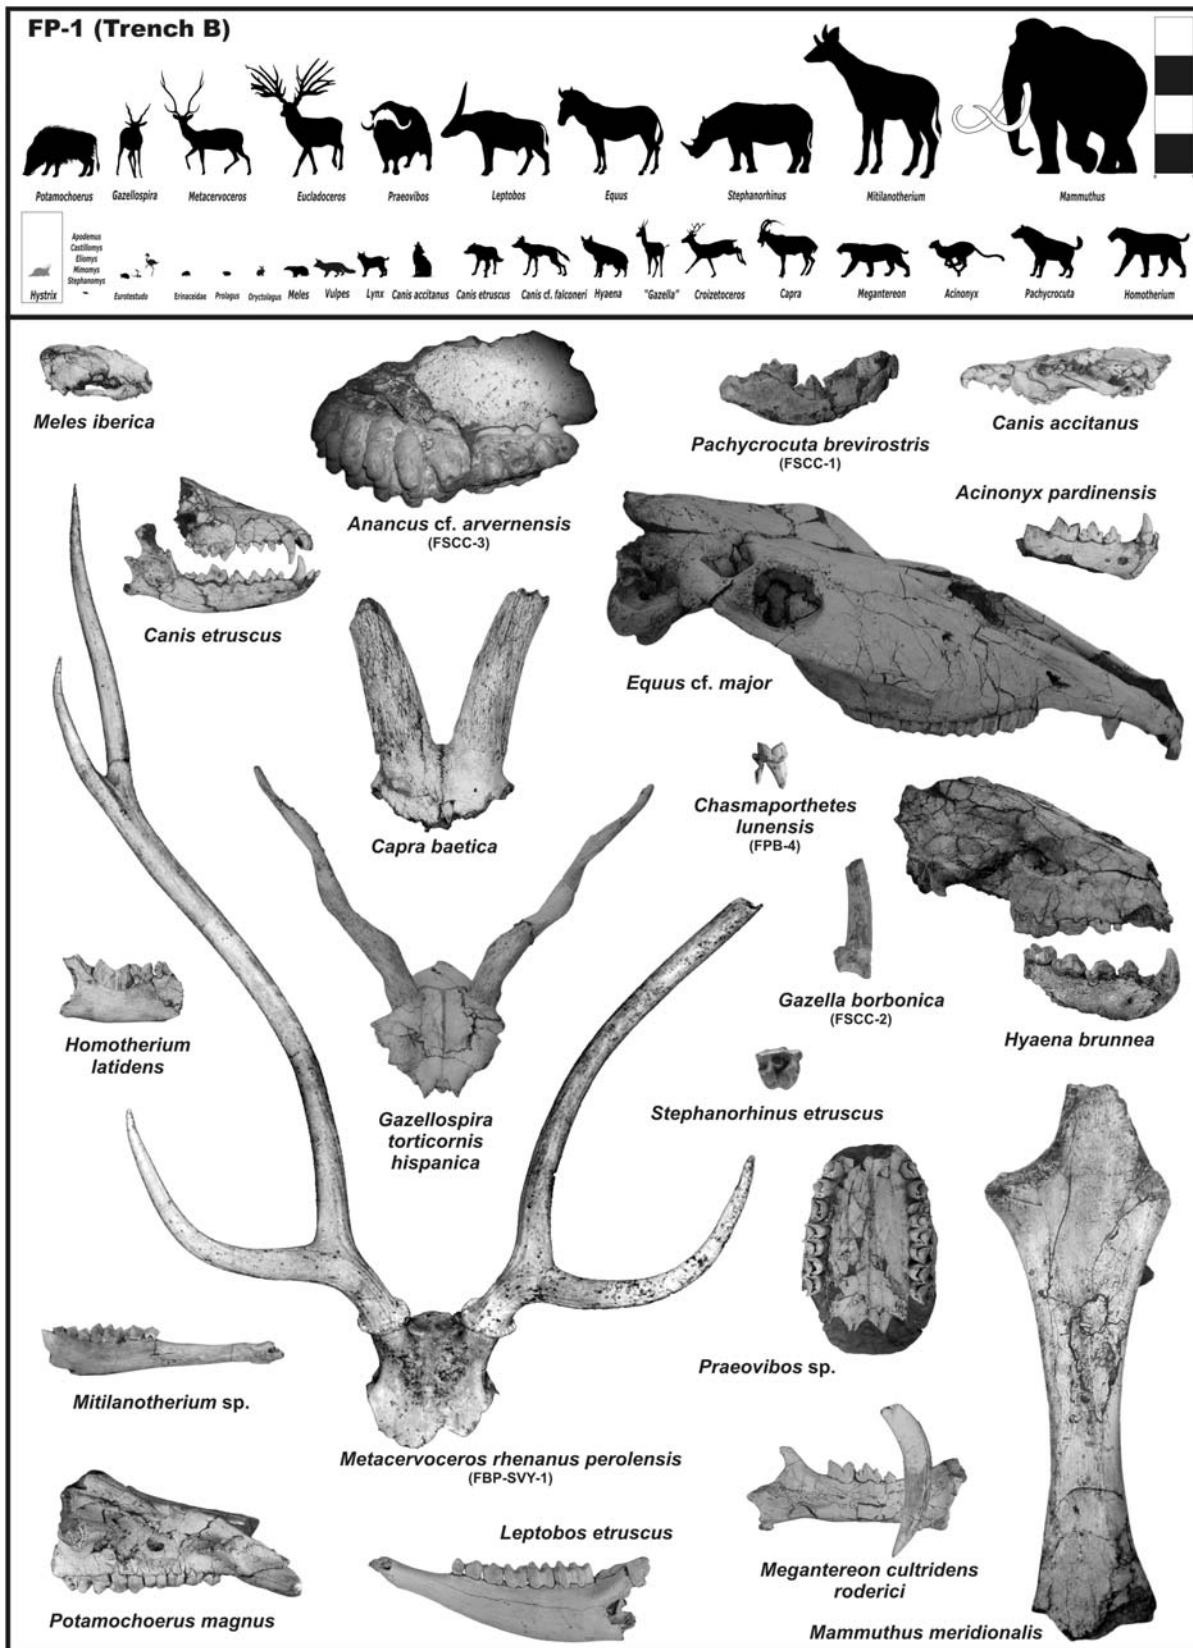 FP-1 (Trench B)
Potamochoerus
Gazellospira
Metacervoceros
Eucladoceros
Praeovibos
Leptobos
Equus
Stephanorhinus
Mitilanotherium
Mammuthus
Hystrix
Apodemus
Castillomys
Eliomys
Mimomys
Stephanomys
Eurotestudo
Erinaceidae
Prolagus
Oryctolagus
Meles
Vulpes
Lynx
Canis accitanus
Canis etruscus
Canis cf. falconeri
Hyaena
"Gazella"
Croizetoceros
Capra
Megantereon
Acinonyx
Pachycrocuta
Homotherium
Meles iberica
Anancus cf. arvernensis
(FSCC-3)
Pachycrocuta brevirostris
(FSCC-1)
Canis accitanus
Acinonyx pardinensis
Canis etruscus
Equus cf. major
Capra baetica
Chasmaporthetes
lunensis
(FPB-4)
Gazella borbonica
(FSCC-2)
Hyaena brunnea
Homotherium
latidens
Gazellospira
torticornis
hispanica
Stephanorhinus etruscus
Praeovibos sp.
Mitilanotherium sp.
Metacervoceros rhenanus perolensis
(FBP-SVY-1)
Leptobos etruscus
Megantereon cultridens
roderici
Potamochoerus magnus
Mammuthus meridionalis